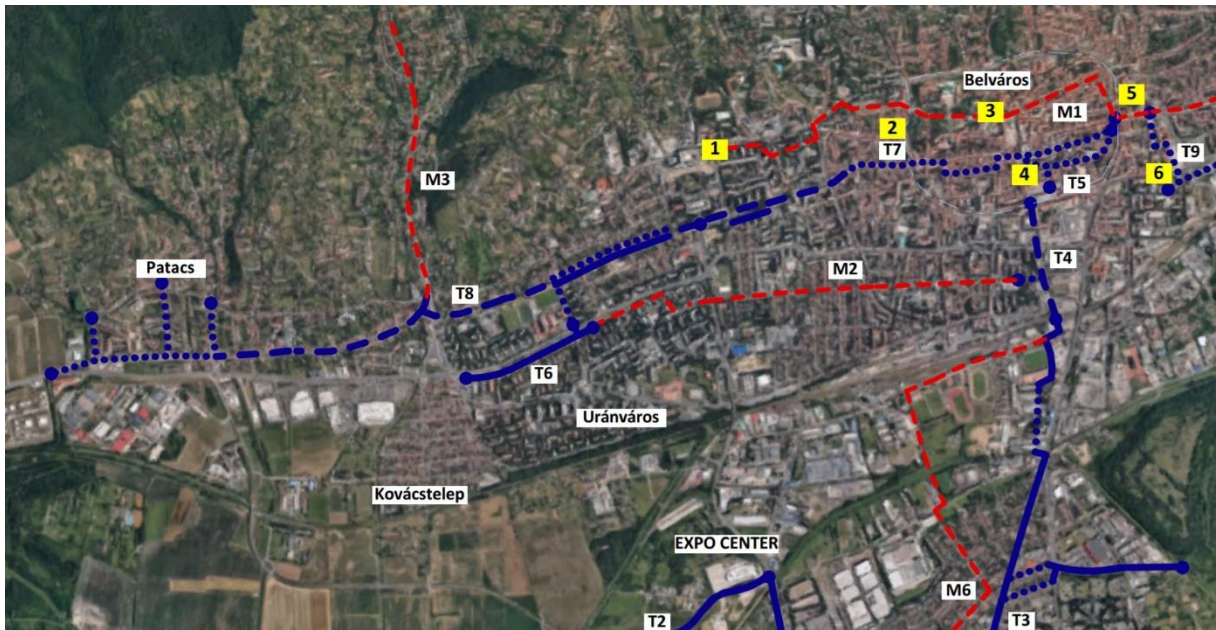 Belváros
5
3
M1
2
T7
1
T9
M3
4
T5
6
Patacs
M2
T4
T8
T6
Uránváros
Kovácstelep
EXPO CENTER
M6
T2
T3